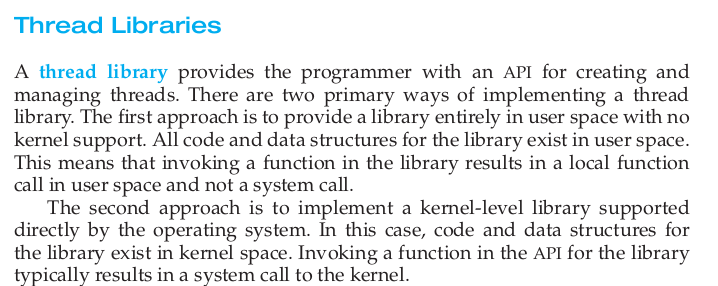 Thread Libraries
A thread library provides the programmer with an API for creating and
managing threads. There are two primary ways of implementing a thread
library. The first approach is to provide a library entirely in user space with no
kernel support. All code and data structures for the library exist in user space.
This means that invoking a function in the library results in a local function
call in user space and not a system call.
The second approach is to implement a kernel-level library supported
directly by the operating system. In this case, code and data structures for
the library exist in kernel space. Invoking a function in the API for the library
typically results in a system call to the kernel.